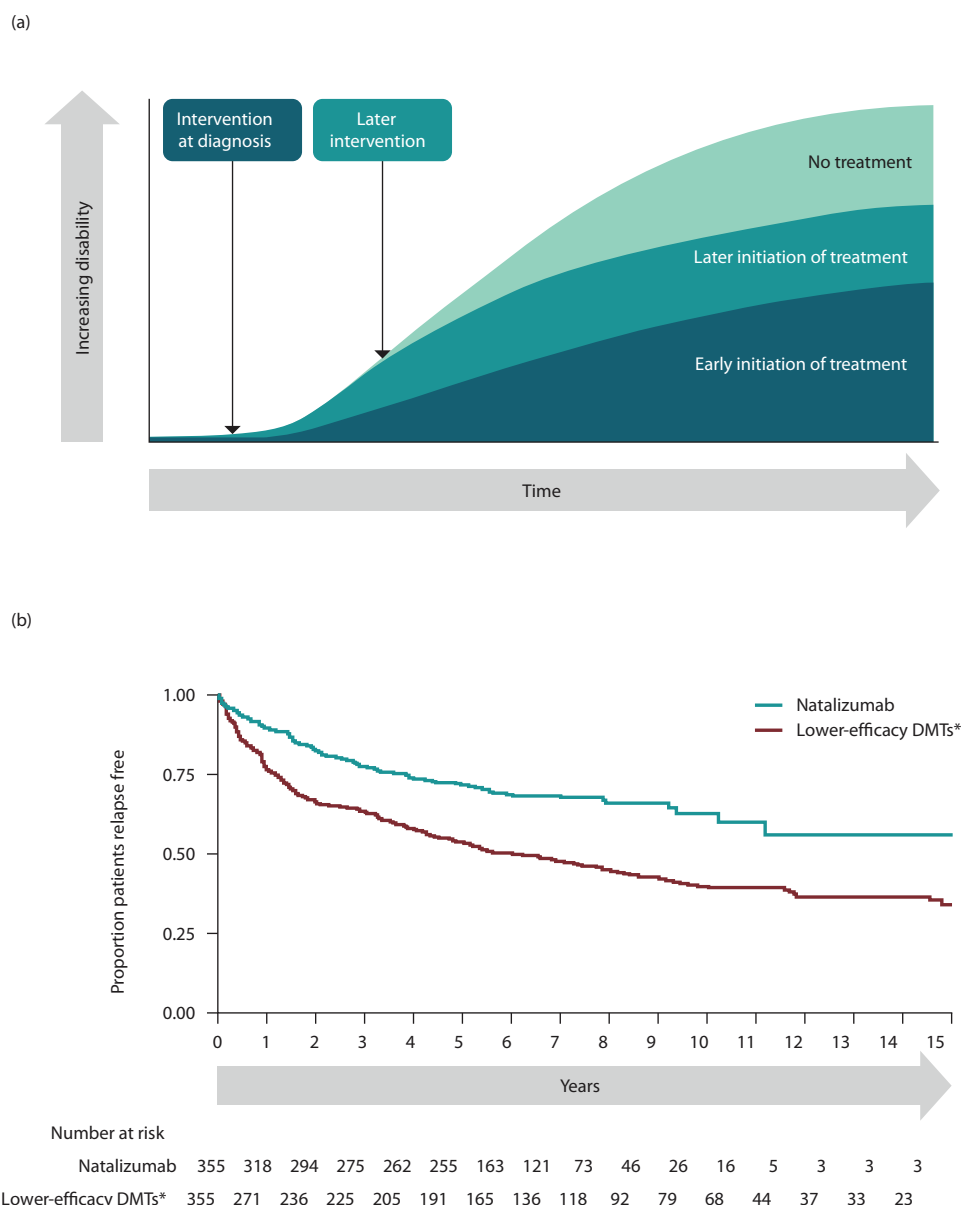 (a)
Intervention
at diagnosis
Later
intervention
No treatment
Later initiation of treatment
Early initiation of treatment
Increasing disability
Time
(b)
1.00
0.75
0.50
0.25
0.00
Proportion patients relapse free
Natalizumab
Lower-efficacy DMTs*
0 1 2 3 4 5 6 7 8 9 10 11 12 13 14 15
Years
Number at risk
Natalizumab 355 318 294 275 262 255 163 121 73 46 26 16 5 3 3 3
Lower-efficacy DMTs* 355 271 236 225 205 191 165 136 118 92 79 68 44 37 33 23